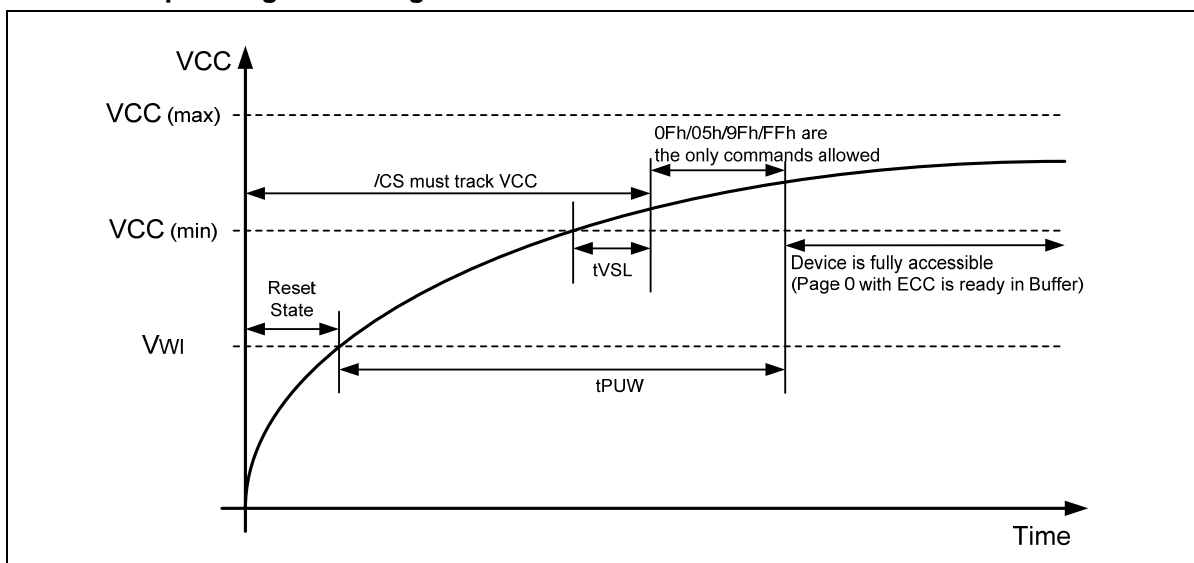 VCC
VCC (max)
0Fh/05h/9Fh/FFh are
the only commands allowed
/CS must track VCC
VCC (min)
tVSL
Device is fully accessible
(Page 0 with ECC is ready in Buffer)
Reset
State
VWI
tPUW
Time